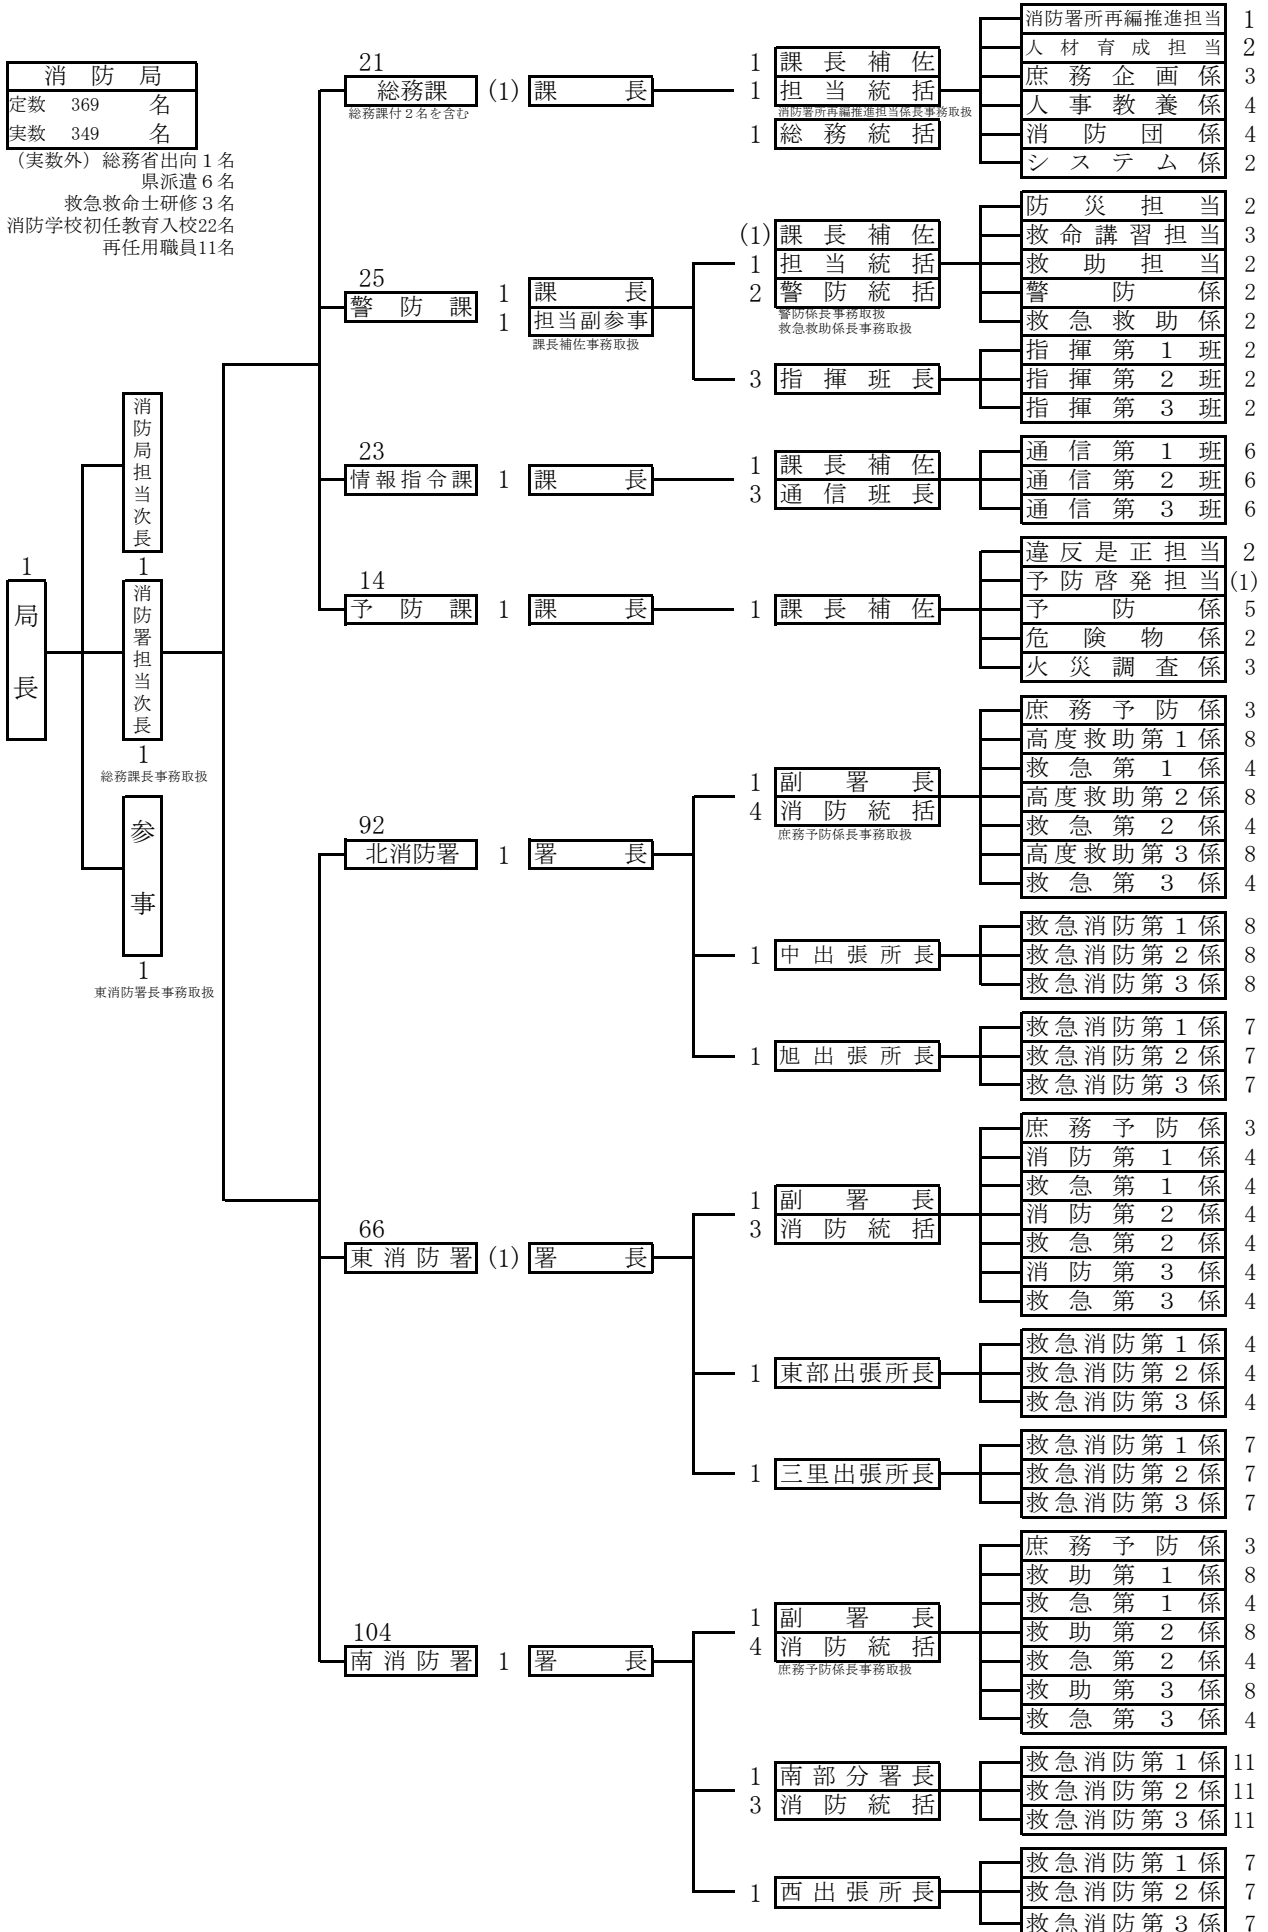 消防局
定数 369 名
実数 349 名
（実数外）総務省出向１名
県派遣６名
救急救命士研修３名
消防学校初任教育入校22名
再任用職員11名
1
局長
消防局担当次長
1
消防署担当次長
1
総務課長事務取扱
参事
1
東消防署長事務取扱
21
総務課 (1) 課長
総務課付２名を含む
1 課長補佐
1 担当統括
消防署所再編推進担当係長事務取扱
1 総務統括
消防署所再編推進担当 1
人材育成担当 2
庶務企画係 3
人事教養係 4
消防団係 4
システム係 2
25
警防課 1 課長
1 担当副参事
課長補佐事務取扱
(1) 課長補佐
1 担当統括
2 警防統括
警防係長事務取扱
救急救助係長事務取扱
防災担当 2
救命講習担当 3
救助担当 2
警防係 2
救急救助係 2
3 指揮班長
指揮第１班 2
指揮第２班 2
指揮第３班 2
23
情報指令課 1 課長
1 課長補佐
3 通信班長
通信第１班 6
通信第２班 6
通信第３班 6
14
予防課 1 課長
1 課長補佐
違反是正担当 2
予防啓発担当 (1)
予防係 5
危険物係 2
火災調査係 3
92
北消防署 1 署長
1 副署長
4 消防統括
庶務予防係長事務取扱
庶務予防係 3
高度救助第１係 8
救急第１係 4
高度救助第２係 8
救急第２係 4
高度救助第３係 8
救急第３係 4
1 中出張所長
救急消防第１係 8
救急消防第２係 8
救急消防第３係 8
1 旭出張所長
救急消防第１係 7
救急消防第２係 7
救急消防第３係 7
66
東消防署 (1) 署長
1 副署長
3 消防統括
庶務予防係 3
消防第１係 4
救急第１係 4
消防第２係 4
救急第２係 4
消防第３係 4
救急第３係 4
1 東部出張所長
救急消防第１係 4
救急消防第２係 4
救急消防第３係 4
1 三里出張所長
救急消防第１係 7
救急消防第２係 7
救急消防第３係 7
104
南消防署 1 署長
1 副署長
4 消防統括
庶務予防係長事務取扱
庶務予防係 3
救助第１係 8
救急第１係 4
救助第２係 8
救急第２係 4
救助第３係 8
救急第３係 4
1 南部分署長
3 消防統括
救急消防第１係 11
救急消防第２係 11
救急消防第３係 11
1 西出張所長
救急消防第１係 7
救急消防第２係 7
救急消防第３係 7